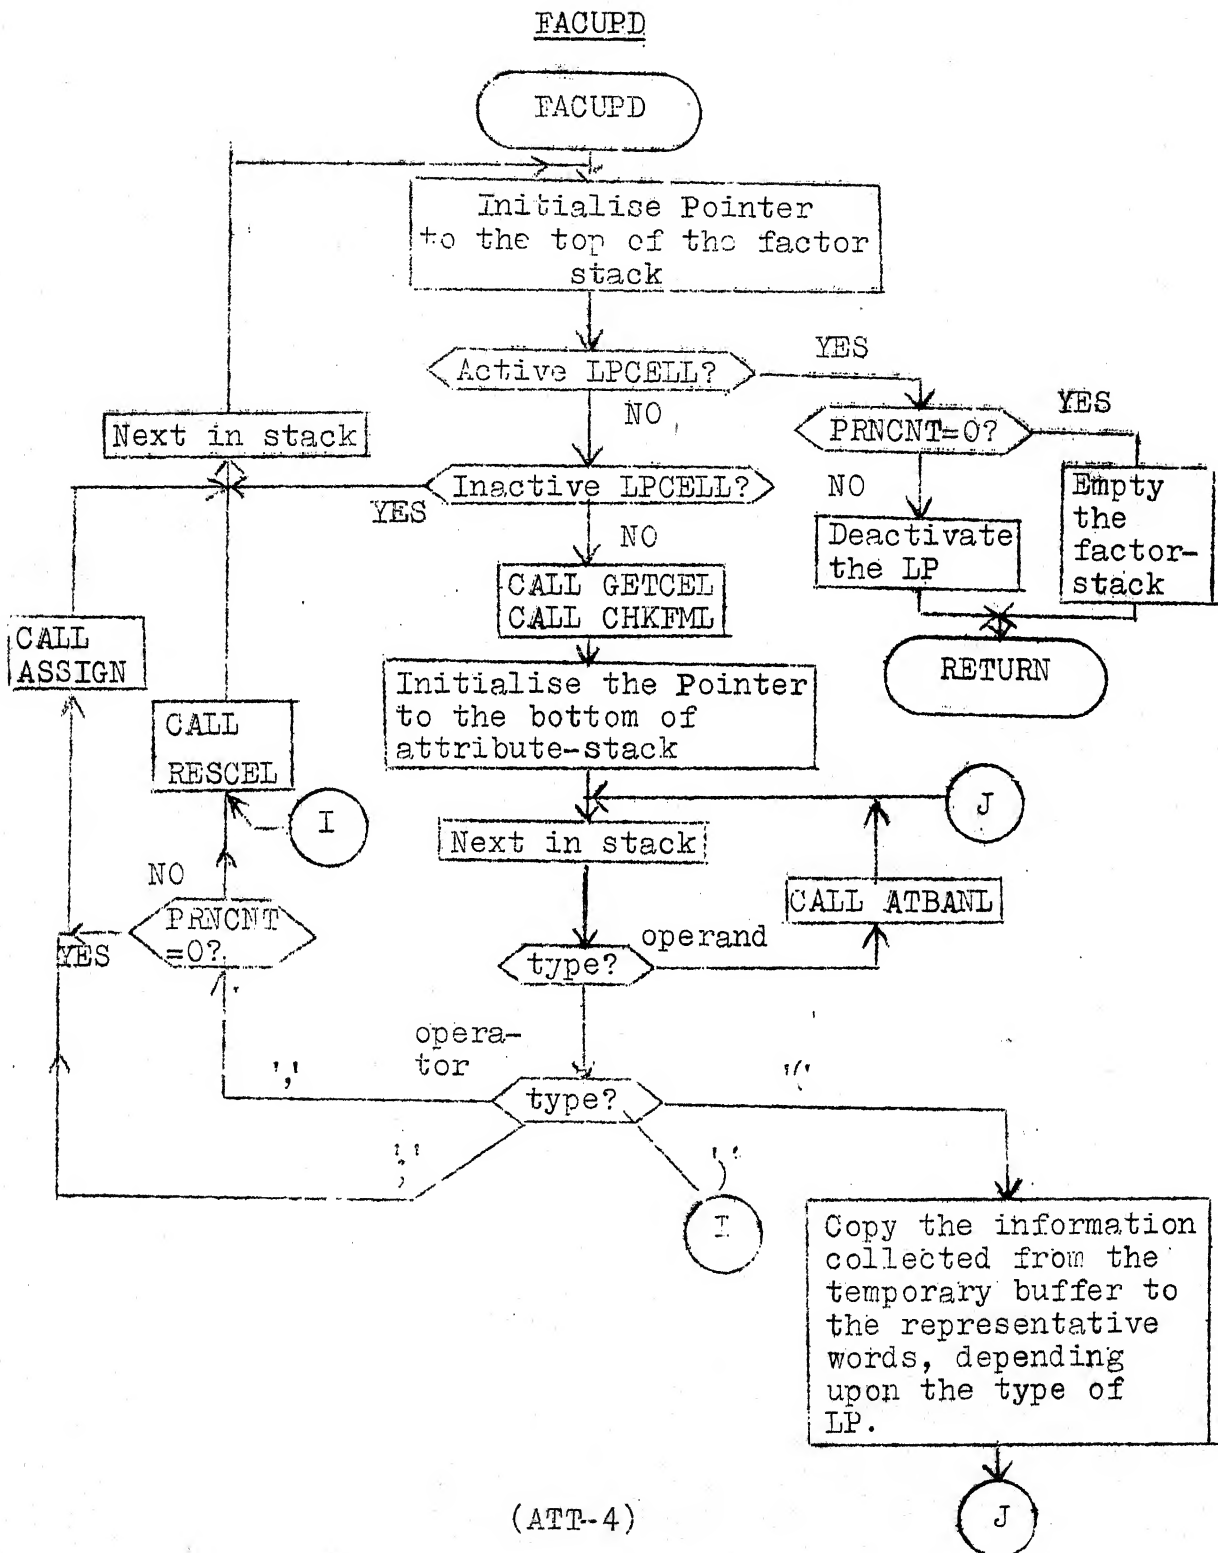 FACUPD
FACUPD
Initialise Pointer
to the top of the factor
stack
Active LPCELL?
YES
NO
PRNCNT=0?
YES
NO
Next in stack
Inactive LPCELL?
YES
NO
Deactivate
the LP
Empty
the
factor-
stack
CALL GETCEL
CALL CHKFML
CALL
ASSIGN
RETURN
Initialise the Pointer
to the bottom of
attribute-stack
CALL
RESCEL
I
J
Next in stack
NO
CALL ATBANL
PRNCNT
=0?
YES
operand
type?
opera-
tor
','
'('
type?
';'
')'
I
Copy the information
collected from the
temporary buffer to
the representative
words, depending
upon the type of
LP.
J
(ATT-4)